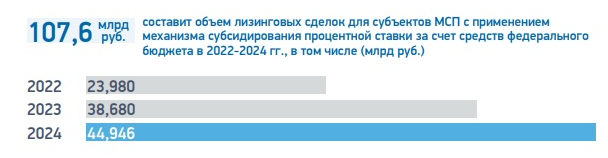 107,6 млрд руб.
составит объем лизинговых сделок для субъектов МСП с применением
механизма субсидирования процентной ставки за счет средств федерального
бюджета в 2022-2024 гг., в том числе (млрд руб.)
2022 23,980
2023 38,680
2024 44,946